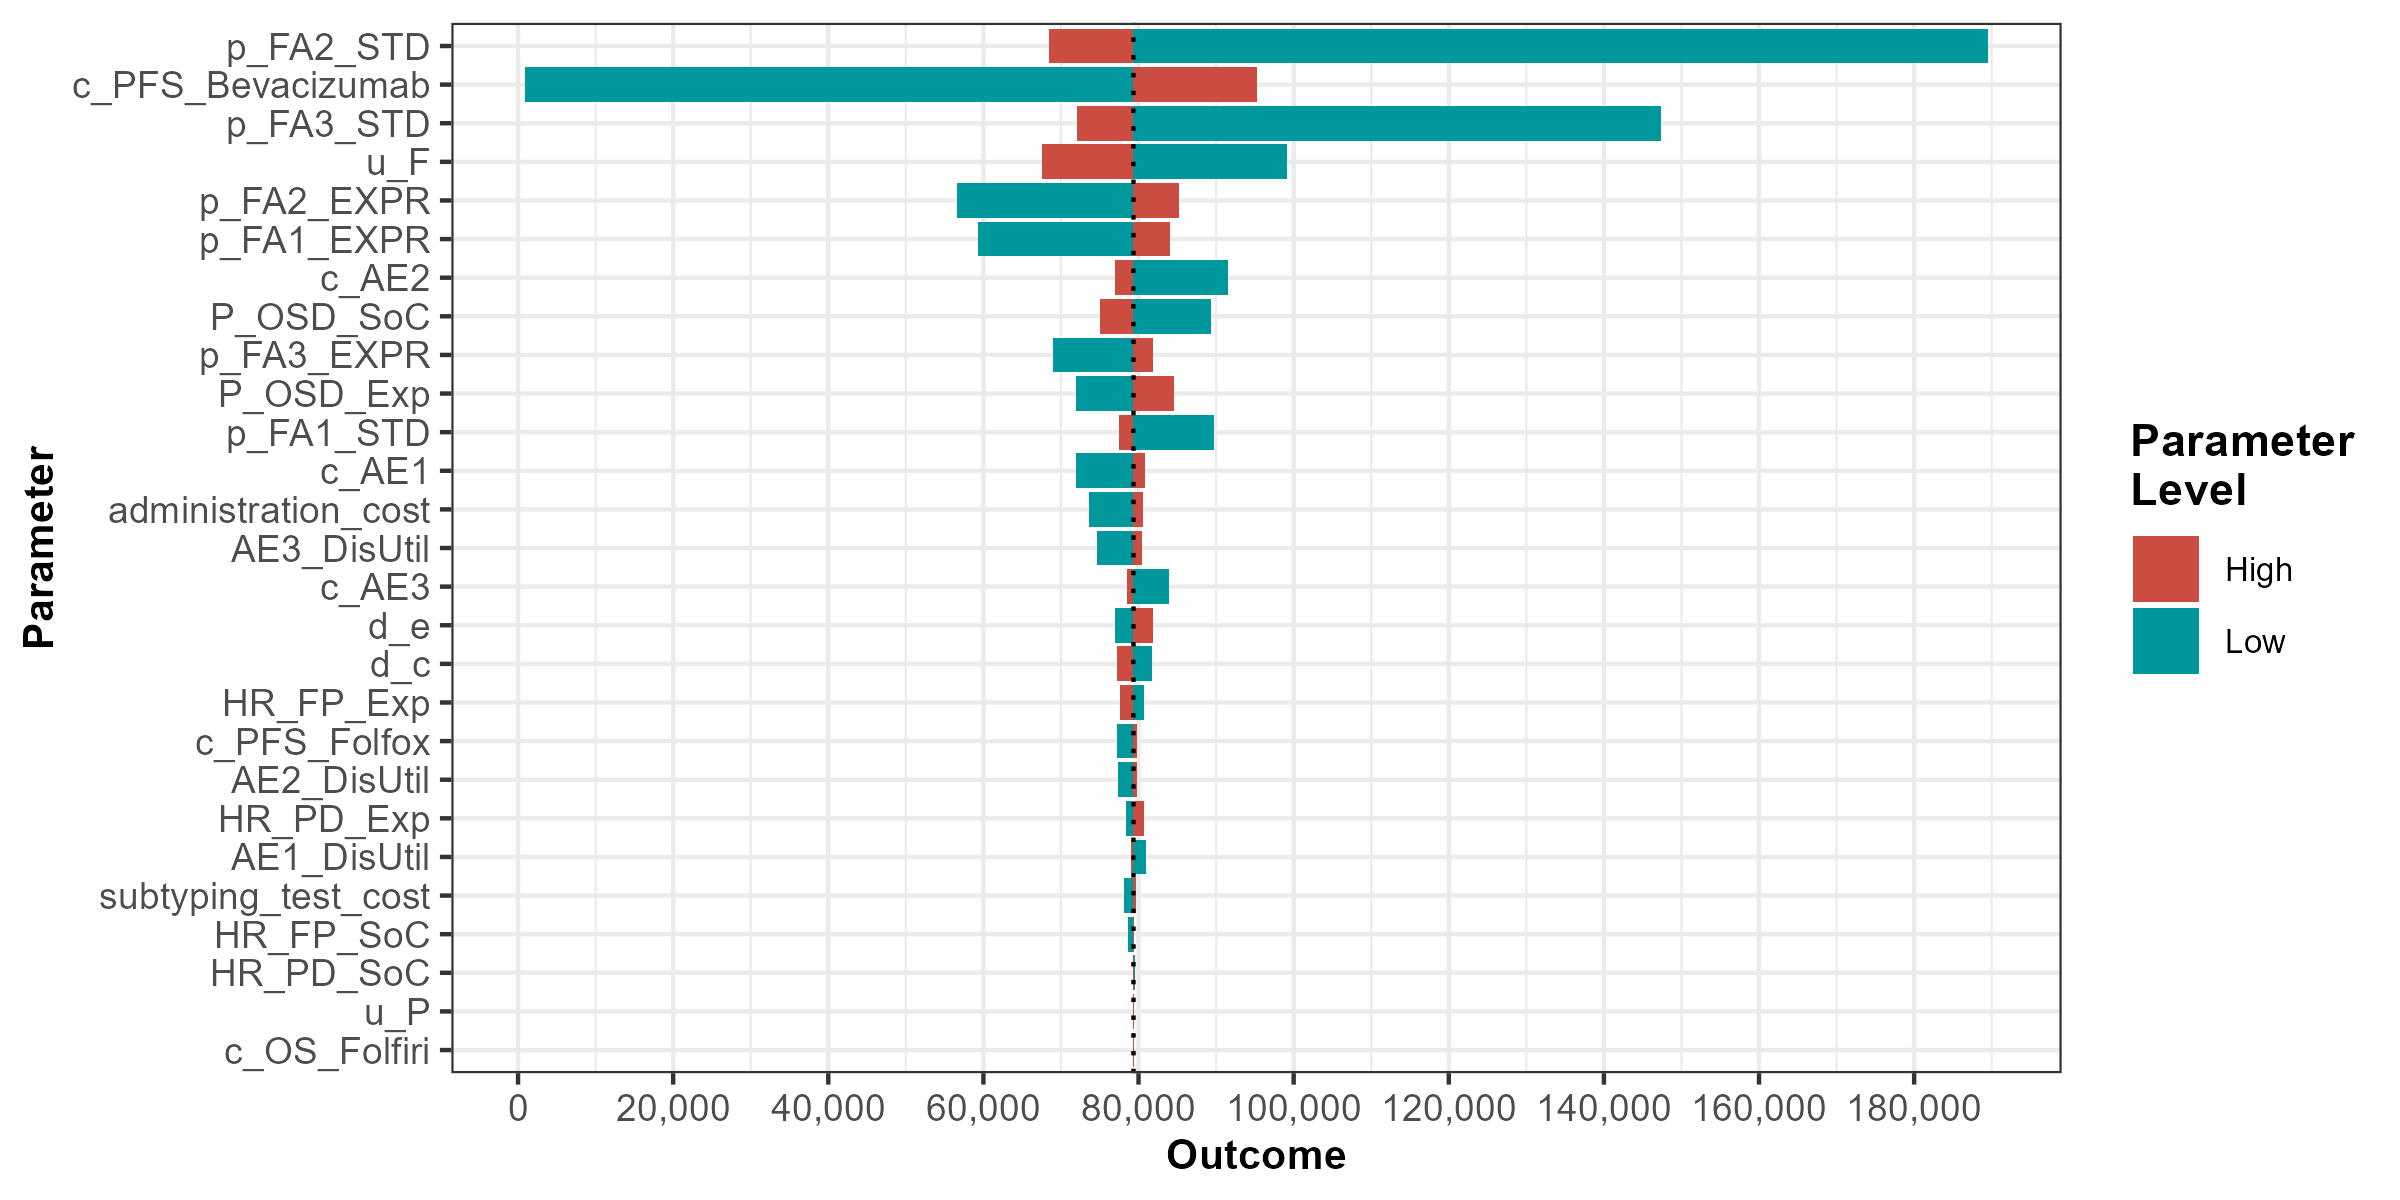 p_FA2_STD
c_PFS_Bevacizumab
p_FA3_STD
u_F
p_FA2_EXPR
p_FA1_EXPR
c_AE2
P_OSD_SoC
p_FA3_EXPR
P_OSD_Exp
p_FA1_STD
c_AE1
administration_cost
AE3_DisUtil
c_AE3
d_e
d_c
HR_FP_Exp
c_PFS_Folfox
AE2_DisUtil
HR_PD_Exp
AE1_DisUtil
subtyping_test_cost
HR_FP_SoC
HR_PD_SoC
u_P
c_OS_Folfiri
Parameter
0 20,000 40,000 60,000 80,000 100,000 120,000 140,000 160,000 180,000
Outcome
Parameter
Level
High
Low